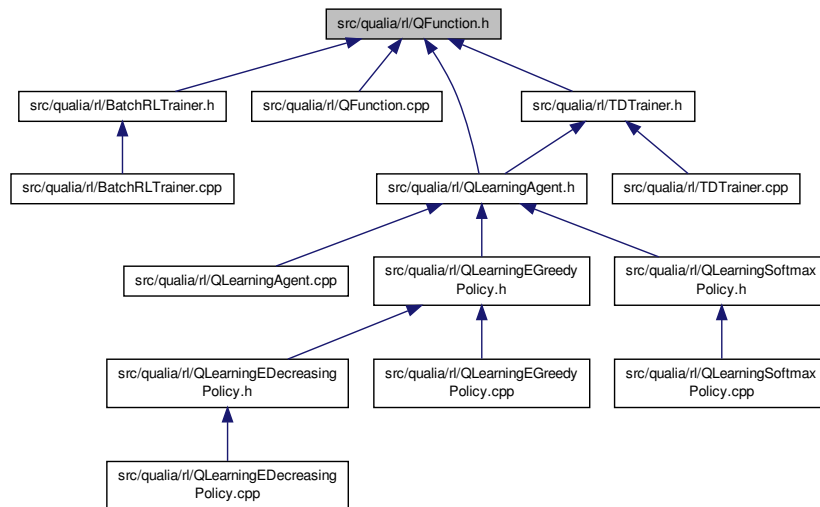 src/qualia/rl/QFunction.h
src/qualia/rl/BatchRLTrainer.h
src/qualia/rl/QFunction.cpp
src/qualia/rl/TDTrainer.h
src/qualia/rl/BatchRLTrainer.cpp
src/qualia/rl/QLearningAgent.h
src/qualia/rl/TDTrainer.cpp
src/qualia/rl/QLearningAgent.cpp
src/qualia/rl/QLearningEGreedy
Policy.h
src/qualia/rl/QLearningSoftmax
Policy.h
src/qualia/rl/QLearningEDecreasing
Policy.h
src/qualia/rl/QLearningEGreedy
Policy.cpp
src/qualia/rl/QLearningSoftmax
Policy.cpp
src/qualia/rl/QLearningEDecreasing
Policy.cpp